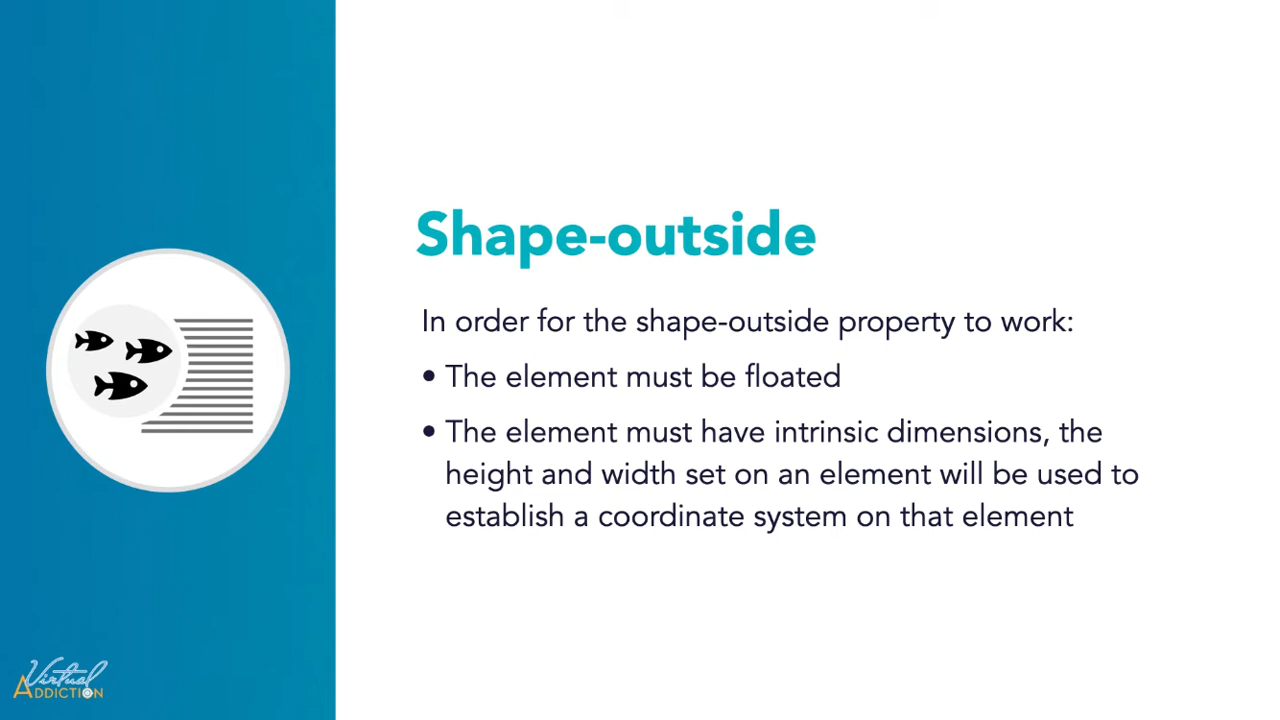 Shape-outside
In order for the shape-outside property to work:
• The element must be floated
• The element must have intrinsic dimensions, the
height and width set on an element will be used to
establish a coordinate system on that element
Virtual
ADDICTION